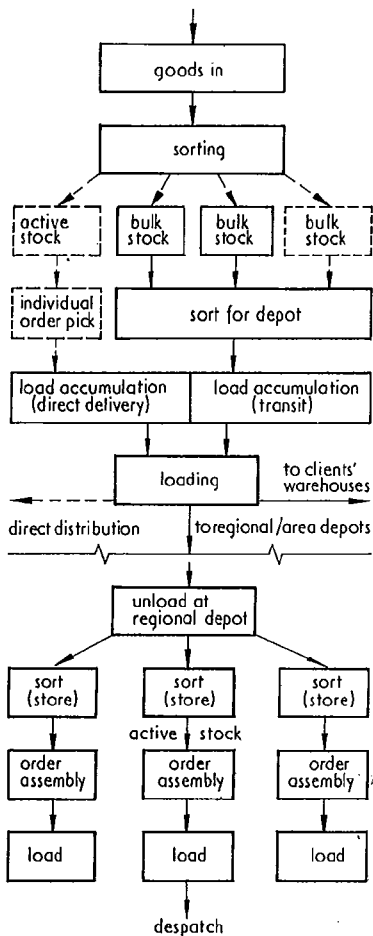 goods in
sorting
active
stock
bulk
stock
bulk
stock
bulk
stock
individual
order pick
sort for depot
load accumulation
(direct delivery)
load accumulation
(transit)
loading
to clients'
warehouses
direct distribution
to regional/area depots
unload at
regional depot
sort
(store)
sort
(store)
sort
(store)
active stock
order
assembly
order
assembly
order
assembly
load
load
load
despatch